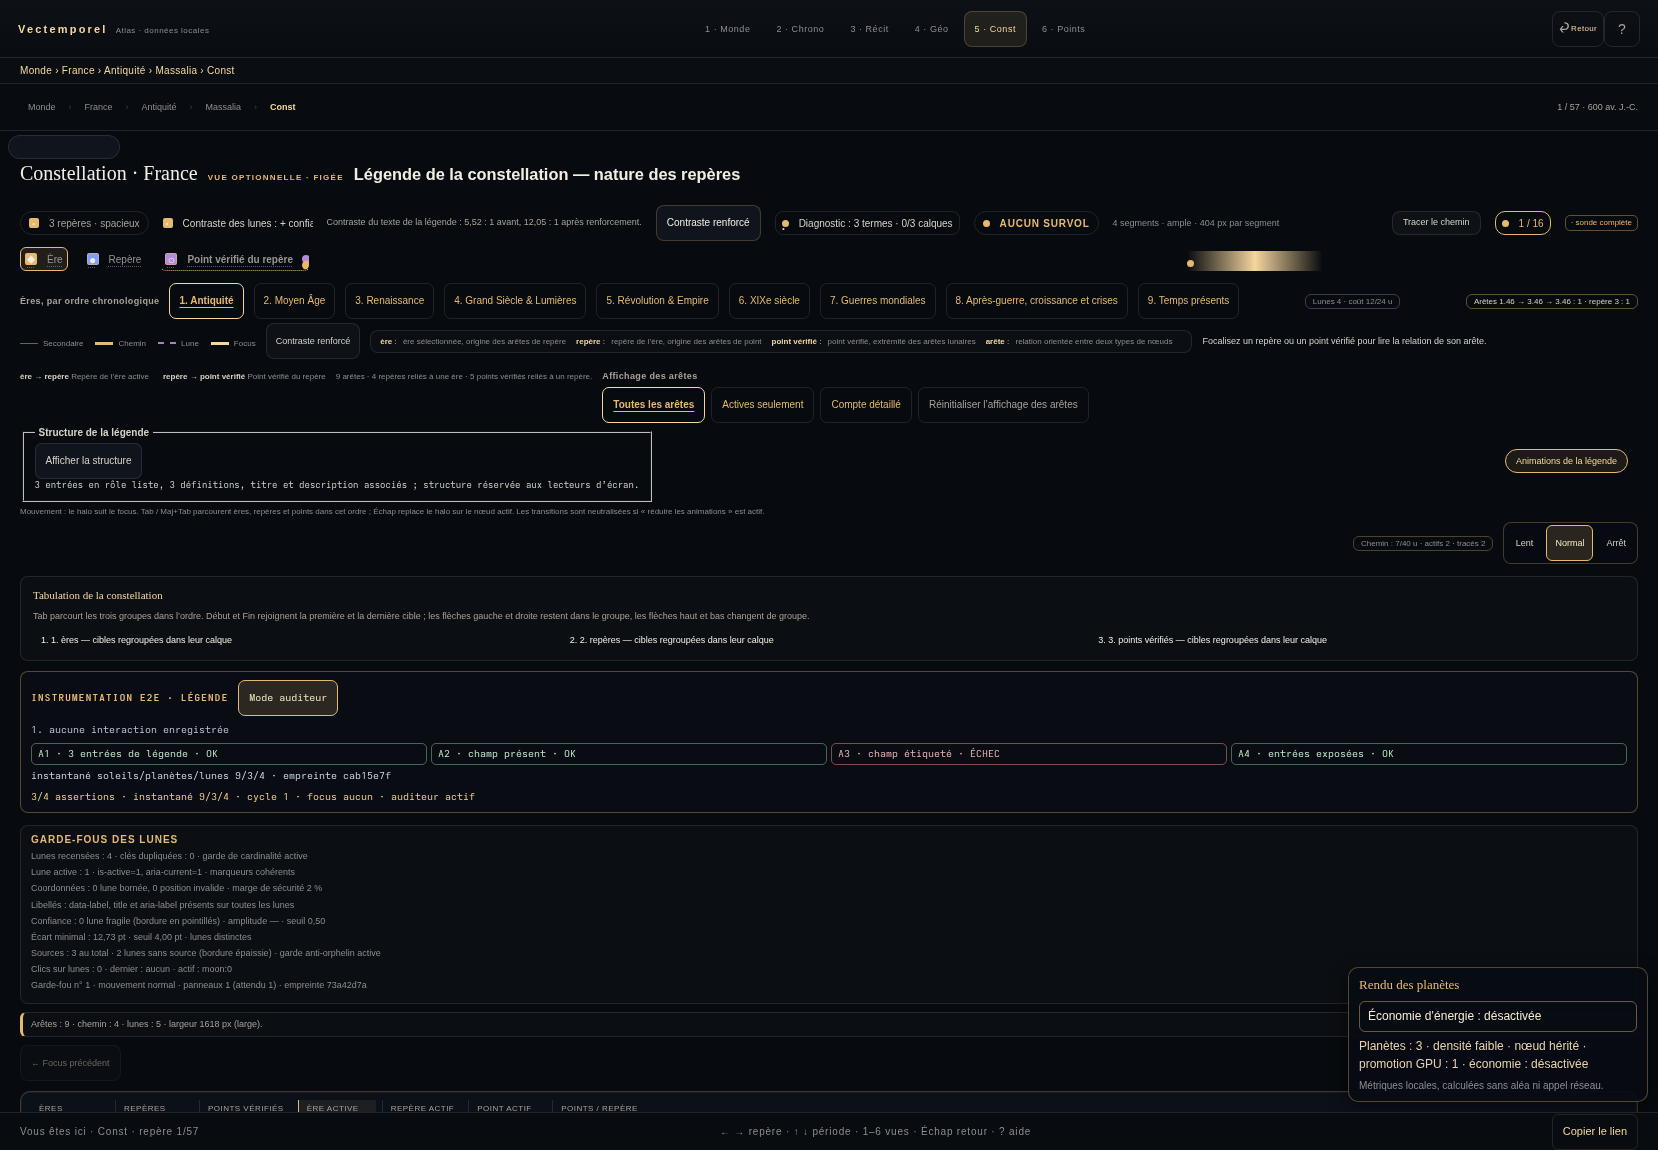 Vectemporel Atlas · données locales
1 · Monde 2 · Chrono 3 · Récit 4 · Géo 5 · Const 6 · Points
Retour ?
Monde › France › Antiquité › Massalia › Const
Monde › France › Antiquité › Massalia › Const
1 / 57 · 600 av. J.-C.
Constellation · France VUE OPTIONNELLE · FIGÉE Légende de la constellation — nature des repères
3 repères · spacieux Contraste des lunes : + confia Contraste du texte de la légende : 5,52 : 1 avant, 12,05 : 1 après renforcement. Contraste renforcé Diagnostic : 3 termes · 0/3 calques AUCUN SURVOL 4 segments · ample · 404 px par segment Tracer le chemin 1 / 16 · sonde complète
Ère Repère Point vérifié du repère
Ères, par ordre chronologique 1. Antiquité 2. Moyen Âge 3. Renaissance 4. Grand Siècle & Lumières 5. Révolution & Empire 6. XIXe siècle 7. Guerres mondiales 8. Après-guerre, croissance et crises 9. Temps présents Lunes 4 · coût 12/24 u Arêtes 1.46 → 3.46 → 3.46 : 1 · repère 3 : 1
Secondaire Chemin Lune Focus Contraste renforcé ère : ère sélectionnée, origine des arêtes de repère repère : repère de l'ère, origine des arêtes de point point vérifié : point vérifié, extrémité des arêtes lunaires arête : relation orientée entre deux types de nœuds Focalisez un repère ou un point vérifié pour lire la relation de son arête.
ère → repère Repère de l'ère active repère → point vérifié Point vérifié du repère 9 arêtes · 4 repères reliés à une ère · 5 points vérifiés reliés à un repère. Affichage des arêtes
Toutes les arêtes Actives seulement Compte détaillé Réinitialiser l'affichage des arêtes
Structure de la légende
Afficher la structure
Animations de la légende
3 entrées en rôle liste, 3 définitions, titre et description associés ; structure réservée aux lecteurs d'écran.
Mouvement : le halo suit le focus. Tab / Maj+Tab parcourent ères, repères et points dans cet ordre ; Échap replace le halo sur le nœud actif. Les transitions sont neutralisées si « réduire les animations » est actif.
Chemin : 7/40 u · actifs 2 · tracés 2 Lent Normal Arrêt
Tabulation de la constellation
Tab parcourt les trois groupes dans l'ordre. Début et Fin rejoignent la première et la dernière cible ; les flèches gauche et droite restent dans le groupe, les flèches haut et bas changent de groupe.
1. 1. ères — cibles regroupées dans leur calque 2. 2. repères — cibles regroupées dans leur calque 3. 3. points vérifiés — cibles regroupées dans leur calque
INSTRUMENTATION E2E · LÉGENDE Mode auditeur
1. aucune interaction enregistrée
A1 · 3 entrées de légende · OK A2 · champ présent · OK A3 · champ étiqueté · ÉCHEC A4 · entrées exposées · OK
instantané soleils/planètes/lunes 9/3/4 · empreinte cab15e7f
3/4 assertions · instantané 9/3/4 · cycle 1 · focus aucun · auditeur actif
GARDE-FOUS DES LUNES
Lunes recensées : 4 · clés dupliquées : 0 · garde de cardinalité active
Lune active : 1 · is-active=1, aria-current=1 · marqueurs cohérents
Coordonnées : 0 lune bornée, 0 position invalide · marge de sécurité 2 %
Libellés : data-label, title et aria-label présents sur toutes les lunes
Confiance : 0 lune fragile (bordure en pointillés) · amplitude — · seuil 0,50
Écart minimal : 12,73 pt · seuil 4,00 pt · lunes distinctes
Sources : 3 au total · 2 lunes sans source (bordure épaissie) · garde anti-orphelin active
Clics sur lunes : 0 · dernier : aucun · actif : moon:0
Garde-fou n° 1 · mouvement normal · panneaux 1 (attendu 1) · empreinte 73a42d7a
Arêtes : 9 · chemin : 4 · lunes : 5 · largeur 1618 px (large).
← Focus précédent
Rendu des planètes
Économie d'énergie : désactivée
Planètes : 3 · densité faible · nœud hérité ·
promotion GPU : 1 · économie : désactivée
Métriques locales, calculées sans aléa ni appel réseau.
ÈRES REPÈRES POINTS VÉRIFIÉS ÈRE ACTIVE REPÈRE ACTIF POINT ACTIF POINTS / REPÈRE
Vous êtes ici · Const · repère 1/57 ← → repère · ↑ ↓ période · 1–6 vues · Échap retour · ? aide Copier le lien